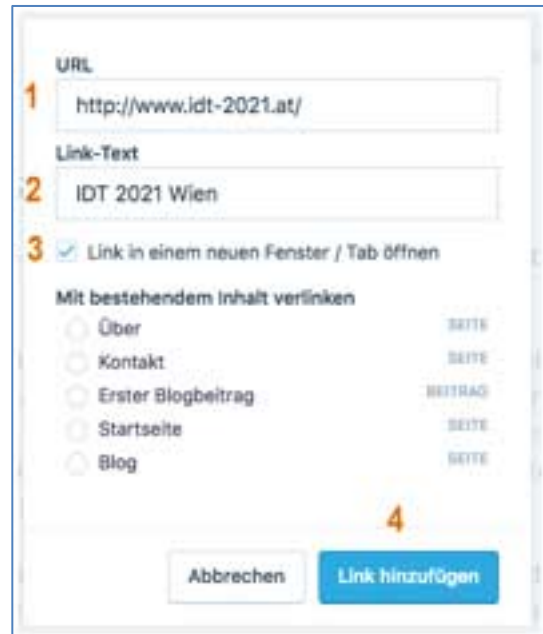 URL
1 http://www.idt-2021.at/
Link-Text
2 IDT 2021 Wien
3 Link in einem neuen Fenster / Tab öffnen
Mit bestehendem Inhalt verlinken
Über SEITE
Kontakt SEITE
Erster Blogbeitrag BEITRAG
Startseite SEITE
Blog SEITE
4
Abbrechen Link hinzufügen